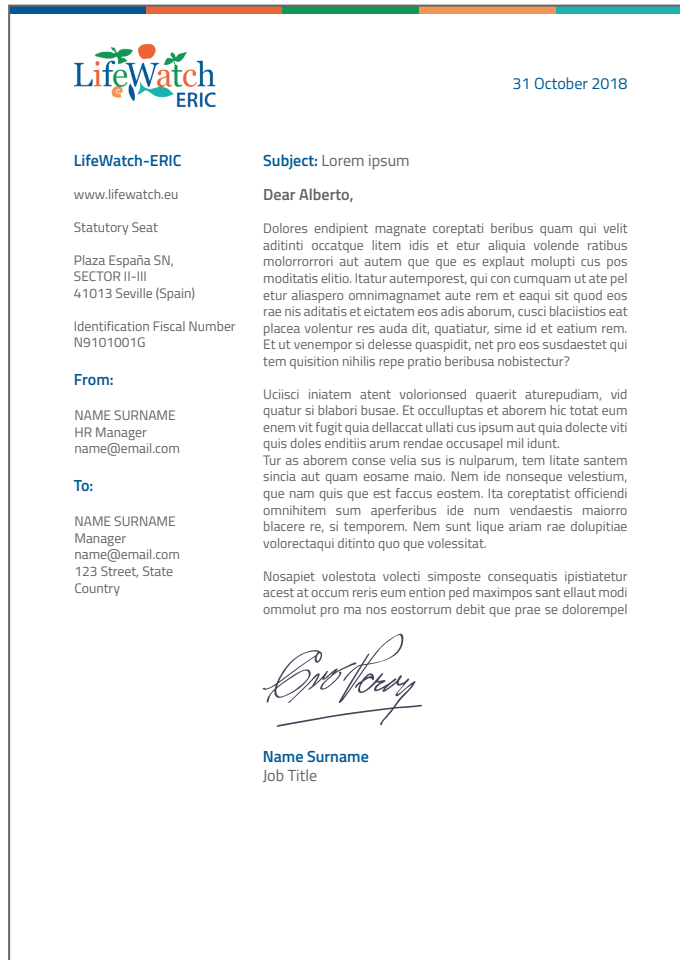 LifeWatch
ERIC
31 October 2018
LifeWatch-ERIC
www.lifewatch.eu
Statutory Seat
Plaza España SN,
SECTOR II-III
41013 Seville (Spain)
Identification Fiscal Number
N9101001G
From:
NAME SURNAME
HR Manager
name@email.com
To:
NAME SURNAME
Manager
name@email.com
123 Street, State
Country
Subject: Lorem ipsum
Dear Alberto,
Dolores endipient magnate coreptati beribus quam qui velit
aditinti occatque litem idis et etur aliquia volende ratibus
molorrorrori aut autem que que es explaut molupti cus pos
moditatis elitio. Itatur autemporest, qui con cumquam ut ate pel
etur aliaspero omnimagnamet aute rem et eaqui sit quod eos
rae nis aditatis et eictatem eos adis aborum, cusci blaciistios eat
placea volentur res auda dit, quatiatur, sime id et eatium rem.
Et ut venempor si delesse quaspidit, net pro eos susdaestet qui
tem quisition nihilis repe pratio beribusa nobistectur?
Uciisci iniatem atent volorionsed quaerit aturepudiam, vid
quatur si blabori busae. Et occulluptas et aborem hic totat eum
enem vit fugit quia dellaccat ullati cus ipsum aut quia dolecte viti
quis doles enditiis arum rendae occusapel mil idunt.
Tur as aborem conse velia sus is nulparum, tem litate santem
sincia aut quam eosame maio. Nem ide nonseque velestium,
que nam quis que est faccus eostem. Ita coreptatist officiendi
omnihitem sum aperferibus ide num vendaestis maiorro
blacere re, si temporem. Nem sunt lique ariam rae dolupitiae
volorectaqui ditinto quo que volessitat.
Nosapiet volestota volecti simposte consequatis ipistiatetur
acest at occum reris eum ention ped maximpos sant ellaut modi
ommolut pro ma nos eostorrum debit que prae se dolorempel
Name Surname
Job Title